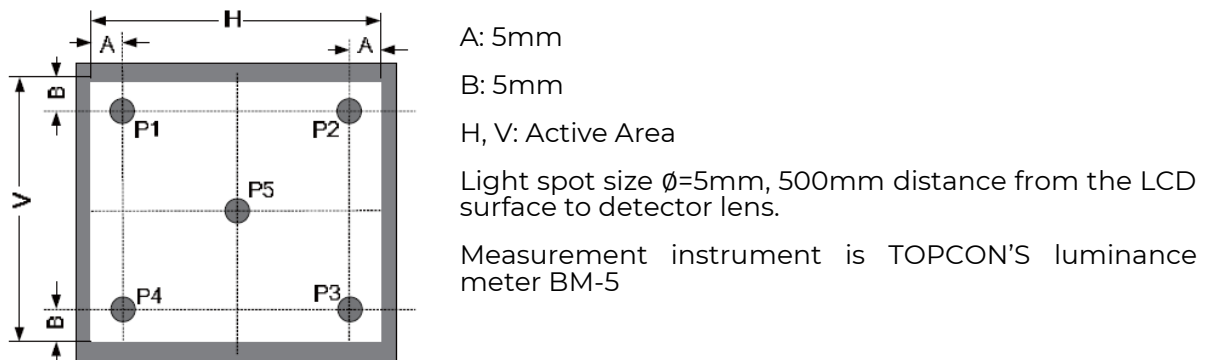 H
A
A
B
P1
P2
V
P5
P4
P3
B
A: 5mm
B: 5mm
H, V: Active Area
Light spot size ø=5mm, 500mm distance from the LCD
surface to detector lens.
Measurement instrument is TOPCON'S luminance
meter BM-5